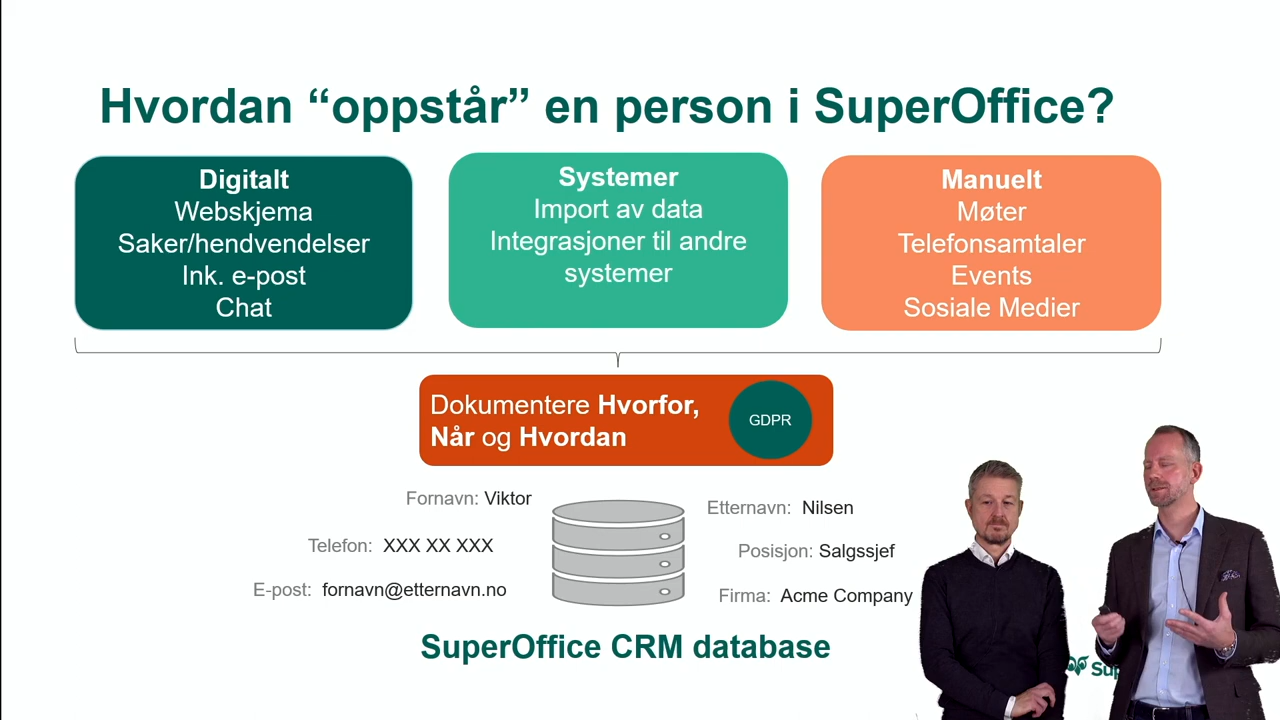 Hvordan “oppstår” en person i SuperOffice?
Digitalt
Webskjema
Saker/hendvendelser
Ink. e-post
Chat
Systemer
Import av data
Integrasjoner til andre
systemer
Manuelt
Møter
Telefonsamtaler
Events
Sosiale Medier
Dokumentere Hvorfor,
Når og Hvordan
GDPR
Fornavn: Viktor
Etternavn: Nilsen
Telefon: XXX XX XXX
Posisjon: Salgssjef
E-post: fornavn@etternavn.no
Firma: Acme Company
SuperOffice CRM database